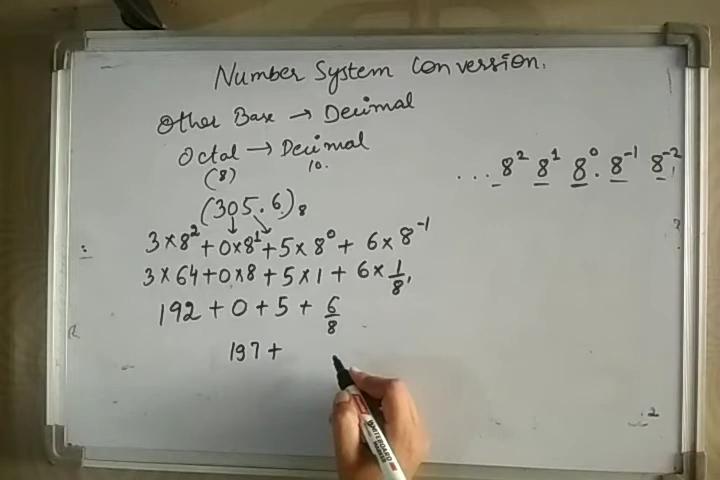 Number System Conversion.
Other Base → Decimal
Octal → Decimal
(8) 10.
(305.6)₈
3×8²+0×8¹+5×8⁰+ 6×8⁻¹
3×64+0×8+5×1+6×1/8,
192+0+5+6/8
197+
...8² 8¹ 8⁰. 8⁻¹ 8⁻²,
WHITEBOARD
MARKER